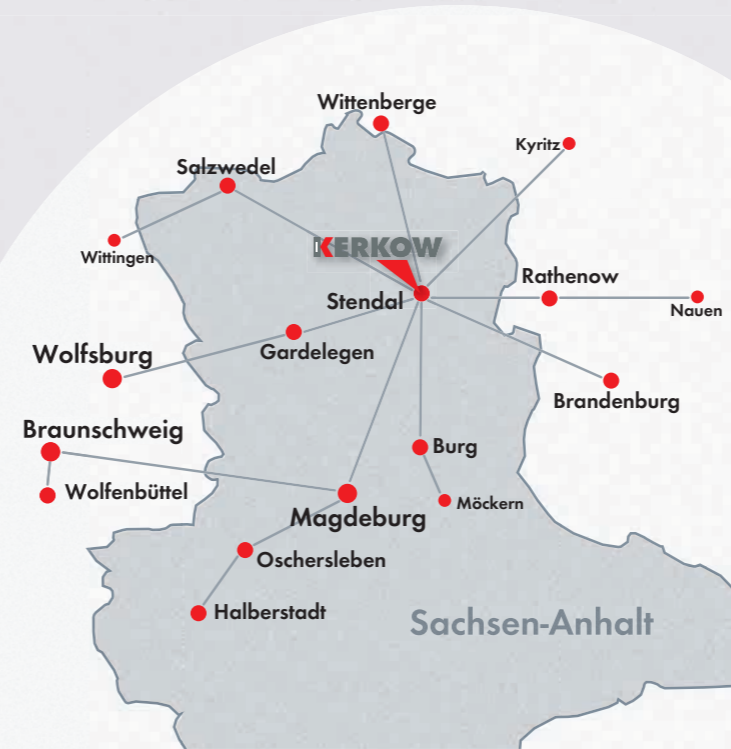 Wittenberge
Kyritz
Salzwedel
Wittingen
KERKOW
Rathenow
Stendal
Nauen
Wolfsburg
Gardelegen
Brandenburg
Braunschweig
Burg
Wolfenbüttel
Möckern
Magdeburg
Oschersleben
Halberstadt
Sachsen-Anhalt